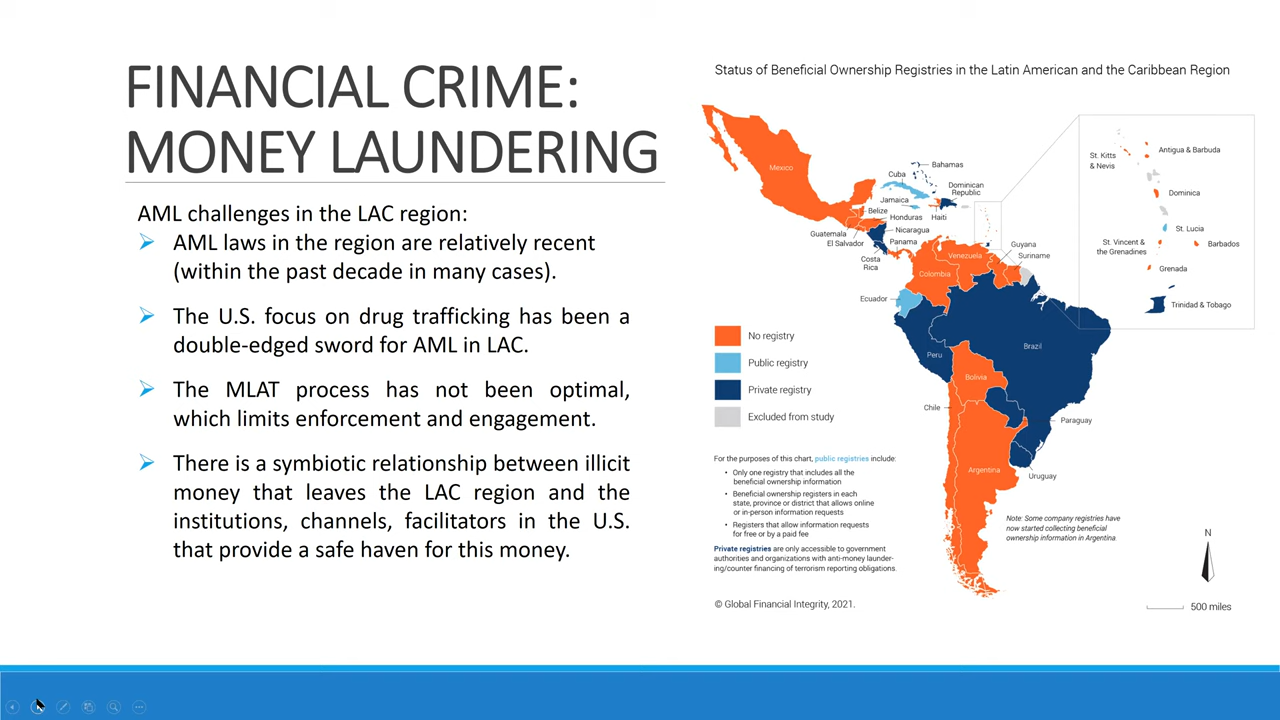 FINANCIAL CRIME:
MONEY LAUNDERING
AML challenges in the LAC region:
AML laws in the region are relatively recent
(within the past decade in many cases).
The U.S. focus on drug trafficking has been a
double-edged sword for AML in LAC.
The MLAT process has not been optimal,
which limits enforcement and engagement.
There is a symbiotic relationship between illicit
money that leaves the LAC region and the
institutions, channels, facilitators in the U.S.
that provide a safe haven for this money.
Status of Beneficial Ownership Registries in the Latin American and the Caribbean Region
México
Cuba
Bahamas
Dominican
Republic
Jamaica
Belize
Honduras
Haiti
Guatemala
El Salvador
Nicaragua
Panama
Costa
Rica
Venezuela
Guyana
Suriname
Colombia
Ecuador
Peru
Brazil
Bolivia
Chile
Paraguay
Argentina
Uruguay
St. Kitts
& Nevis
Antigua & Barbuda
Dominica
St. Lucia
St. Vincent &
the Grenadines
Barbados
Grenada
Trinidad & Tobago
No registry
Public registry
Private registry
Excluded from study
For the purposes of this chart, public registries include:
• Only one registry that includes all the
beneficial ownership information
• Beneficial ownership registers in each
state, province or district that allows online
or in-person information requests
• Registers that allow information requests
for free or by a paid fee
Private registries are only accessible to government
authorities and organizations with anti-money launder-
ing/counter financing of terrorism reporting obligations.
Note: Some company registries have
now started collecting beneficial
ownership information in Argentina.
N
500 miles
© Global Financial Integrity, 2021.